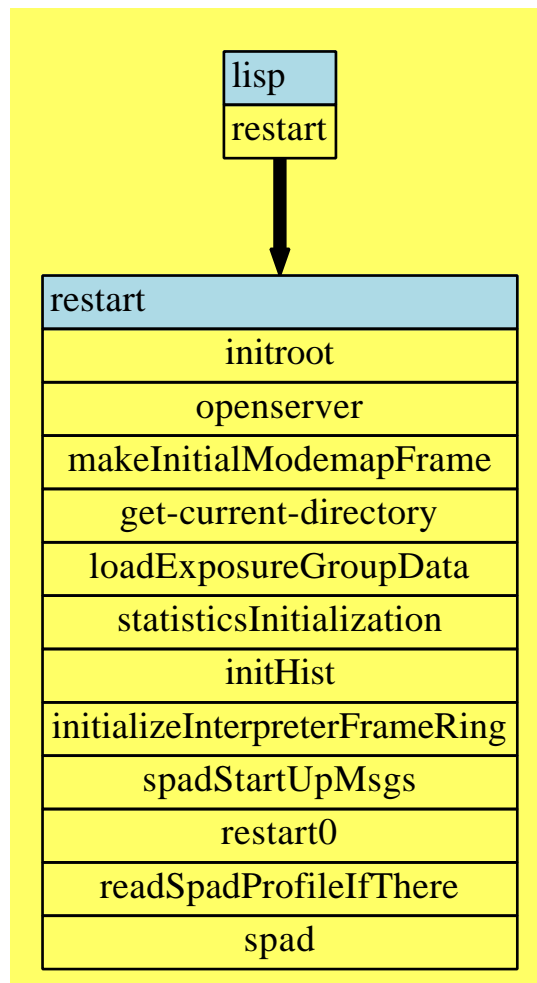 lisp
restart
restart
initroot
openserver
makeInitialModemapFrame
get-current-directory
loadExposureGroupData
statisticsInitialization
initHist
initializeInterpreterFrameRing
spadStartUpMsgs
restart0
readSpadProfileIfThere
spad